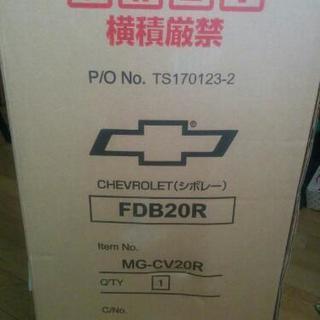 横積厳禁
P/O No. TS170123-2
CHEVROLET(シボレー)
FDB20R
Item No.
MG-CV20R
Q'TY 1
C/No.